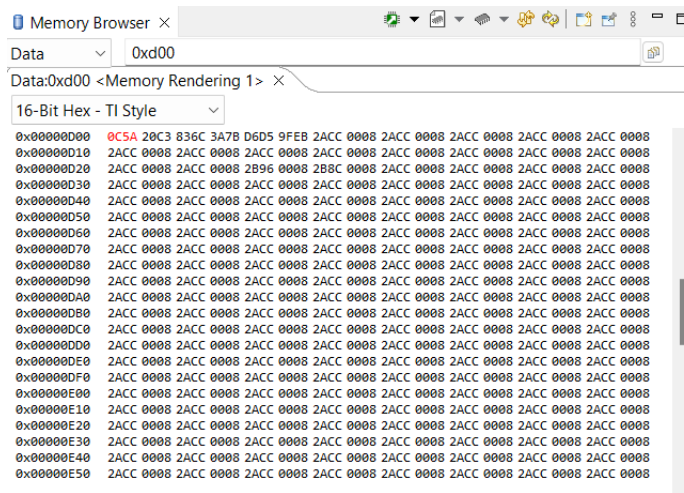 Memory Browser ×
Data 0xd00
Data:0xd00 <Memory Rendering 1> ×
16-Bit Hex - TI Style
0x00000D00 0C5A 20C3 836C 3A7B D6D5 9FEB 2ACC 0008 2ACC 0008 2ACC 0008 2ACC 0008 2ACC 0008
0x00000D10 2ACC 0008 2ACC 0008 2ACC 0008 2ACC 0008 2ACC 0008 2ACC 0008 2ACC 0008 2ACC 0008
0x00000D20 2ACC 0008 2ACC 0008 2B96 0008 2B8C 0008 2ACC 0008 2ACC 0008 2ACC 0008 2ACC 0008
0x00000D30 2ACC 0008 2ACC 0008 2ACC 0008 2ACC 0008 2ACC 0008 2ACC 0008 2ACC 0008 2ACC 0008
0x00000D40 2ACC 0008 2ACC 0008 2ACC 0008 2ACC 0008 2ACC 0008 2ACC 0008 2ACC 0008 2ACC 0008
0x00000D50 2ACC 0008 2ACC 0008 2ACC 0008 2ACC 0008 2ACC 0008 2ACC 0008 2ACC 0008 2ACC 0008
0x00000D60 2ACC 0008 2ACC 0008 2ACC 0008 2ACC 0008 2ACC 0008 2ACC 0008 2ACC 0008 2ACC 0008
0x00000D70 2ACC 0008 2ACC 0008 2ACC 0008 2ACC 0008 2ACC 0008 2ACC 0008 2ACC 0008 2ACC 0008
0x00000D80 2ACC 0008 2ACC 0008 2ACC 0008 2ACC 0008 2ACC 0008 2ACC 0008 2ACC 0008 2ACC 0008
0x00000D90 2ACC 0008 2ACC 0008 2ACC 0008 2ACC 0008 2ACC 0008 2ACC 0008 2ACC 0008 2ACC 0008
0x00000DA0 2ACC 0008 2ACC 0008 2ACC 0008 2ACC 0008 2ACC 0008 2ACC 0008 2ACC 0008 2ACC 0008
0x00000DB0 2ACC 0008 2ACC 0008 2ACC 0008 2ACC 0008 2ACC 0008 2ACC 0008 2ACC 0008 2ACC 0008
0x00000DC0 2ACC 0008 2ACC 0008 2ACC 0008 2ACC 0008 2ACC 0008 2ACC 0008 2ACC 0008 2ACC 0008
0x00000DD0 2ACC 0008 2ACC 0008 2ACC 0008 2ACC 0008 2ACC 0008 2ACC 0008 2ACC 0008 2ACC 0008
0x00000DE0 2ACC 0008 2ACC 0008 2ACC 0008 2ACC 0008 2ACC 0008 2ACC 0008 2ACC 0008 2ACC 0008
0x00000DF0 2ACC 0008 2ACC 0008 2ACC 0008 2ACC 0008 2ACC 0008 2ACC 0008 2ACC 0008 2ACC 0008
0x00000E00 2ACC 0008 2ACC 0008 2ACC 0008 2ACC 0008 2ACC 0008 2ACC 0008 2ACC 0008 2ACC 0008
0x00000E10 2ACC 0008 2ACC 0008 2ACC 0008 2ACC 0008 2ACC 0008 2ACC 0008 2ACC 0008 2ACC 0008
0x00000E20 2ACC 0008 2ACC 0008 2ACC 0008 2ACC 0008 2ACC 0008 2ACC 0008 2ACC 0008 2ACC 0008
0x00000E30 2ACC 0008 2ACC 0008 2ACC 0008 2ACC 0008 2ACC 0008 2ACC 0008 2ACC 0008 2ACC 0008
0x00000E40 2ACC 0008 2ACC 0008 2ACC 0008 2ACC 0008 2ACC 0008 2ACC 0008 2ACC 0008 2ACC 0008
0x00000E50 2ACC 0008 2ACC 0008 2ACC 0008 2ACC 0008 2ACC 0008 2ACC 0008 2ACC 0008 2ACC 0008